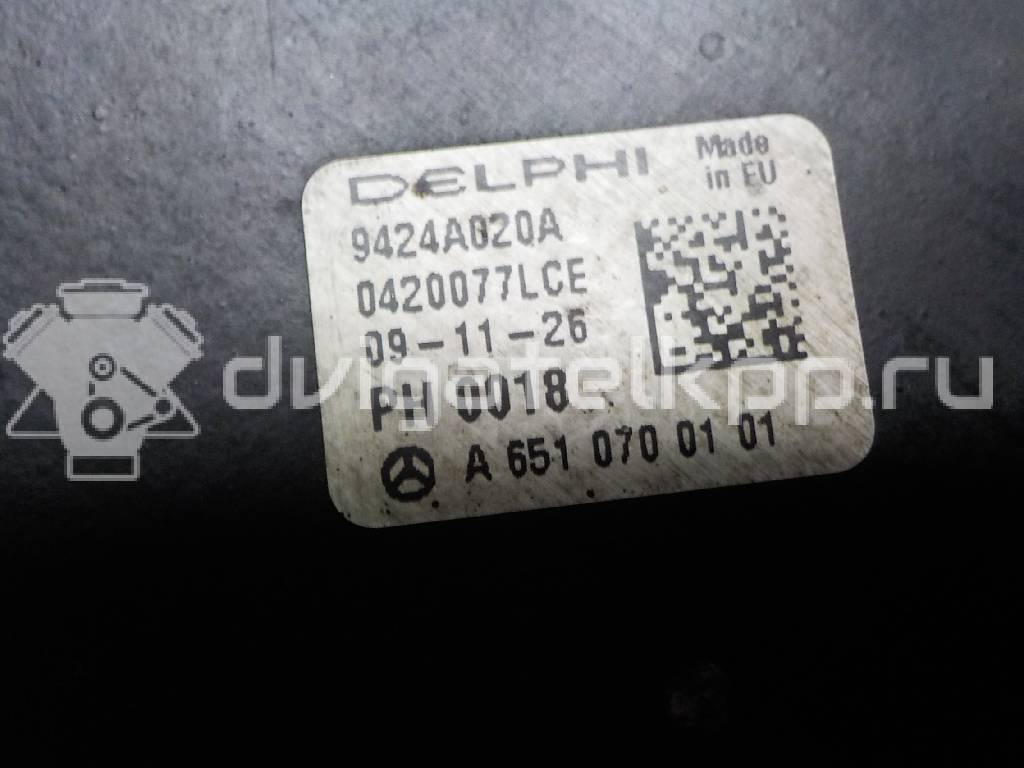 DELPHI
Made
in EU
9424A020A
0420077LCE
09-11-26
PH 0018
A 651 070 01 01
dvigatelkpp.ru